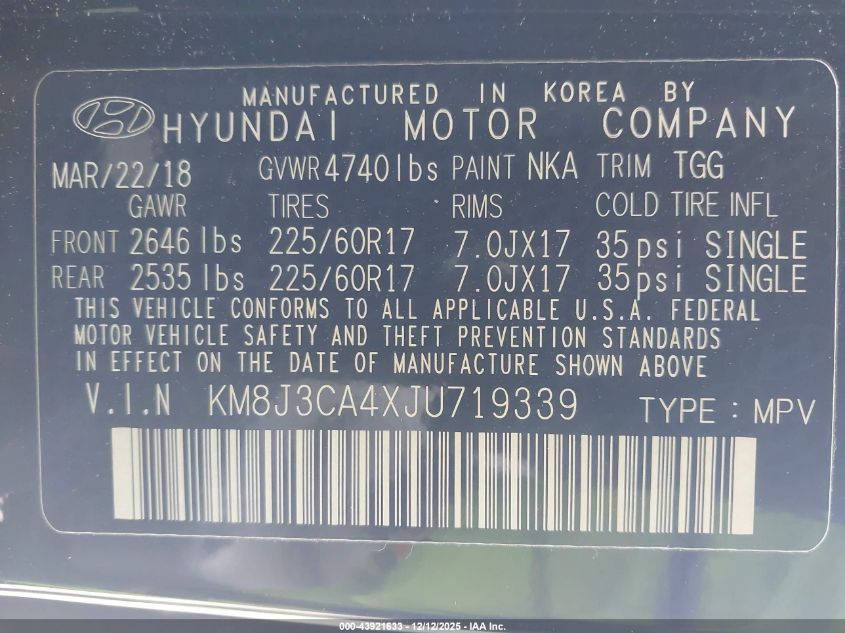 MANUFACTURED IN KOREA BY
HYUNDAI MOTOR COMPANY
MAR/22/18 GVWR4740lbs PAINT NKA TRIM TGG
GAWR TIRES RIMS COLD TIRE INFL
FRONT 2646 lbs 225/60R17 7.0JX17 35psi SINGLE
REAR 2535 lbs 225/60R17 7.0JX17 35psi SINGLE
THIS VEHICLE CONFORMS TO ALL APPLICABLE U.S.A. FEDERAL
MOTOR VEHICLE SAFETY AND THEFT PREVENTION STANDARDS
IN EFFECT ON THE DATE OF MANUFACTURE SHOWN ABOVE
V.I.N KM8J3CA4XJU719339 TYPE : MPV
000-43921633 - 12/12/2025 - IAA Inc.